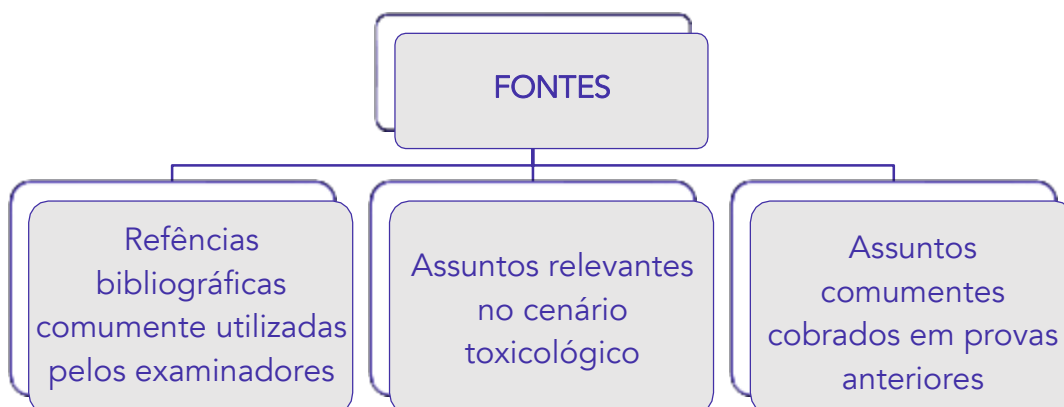 FONTES
Refências
bibliográficas
comumente utilizadas
pelos examinadores
Assuntos relevantes
no cenário
toxicológico
Assuntos
comumentes
cobrados em provas
anteriores